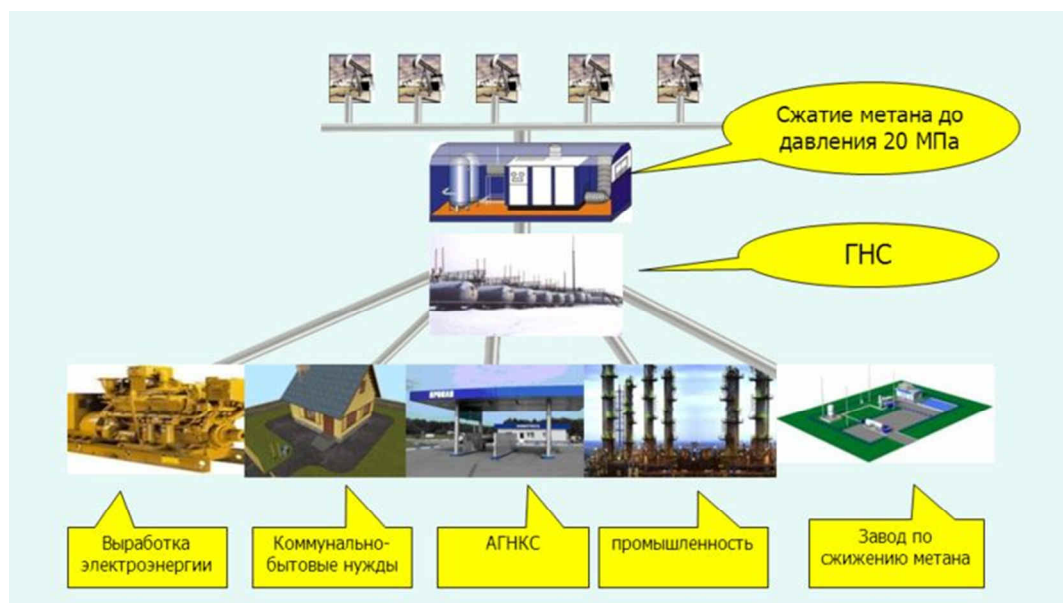 Сжатие метана до
давления 20 МПа
ГНС
Выработка
электроэнергии
Коммунально-
бытовые нужды
АГНКС
промышленность
Завод по
сжижению метана